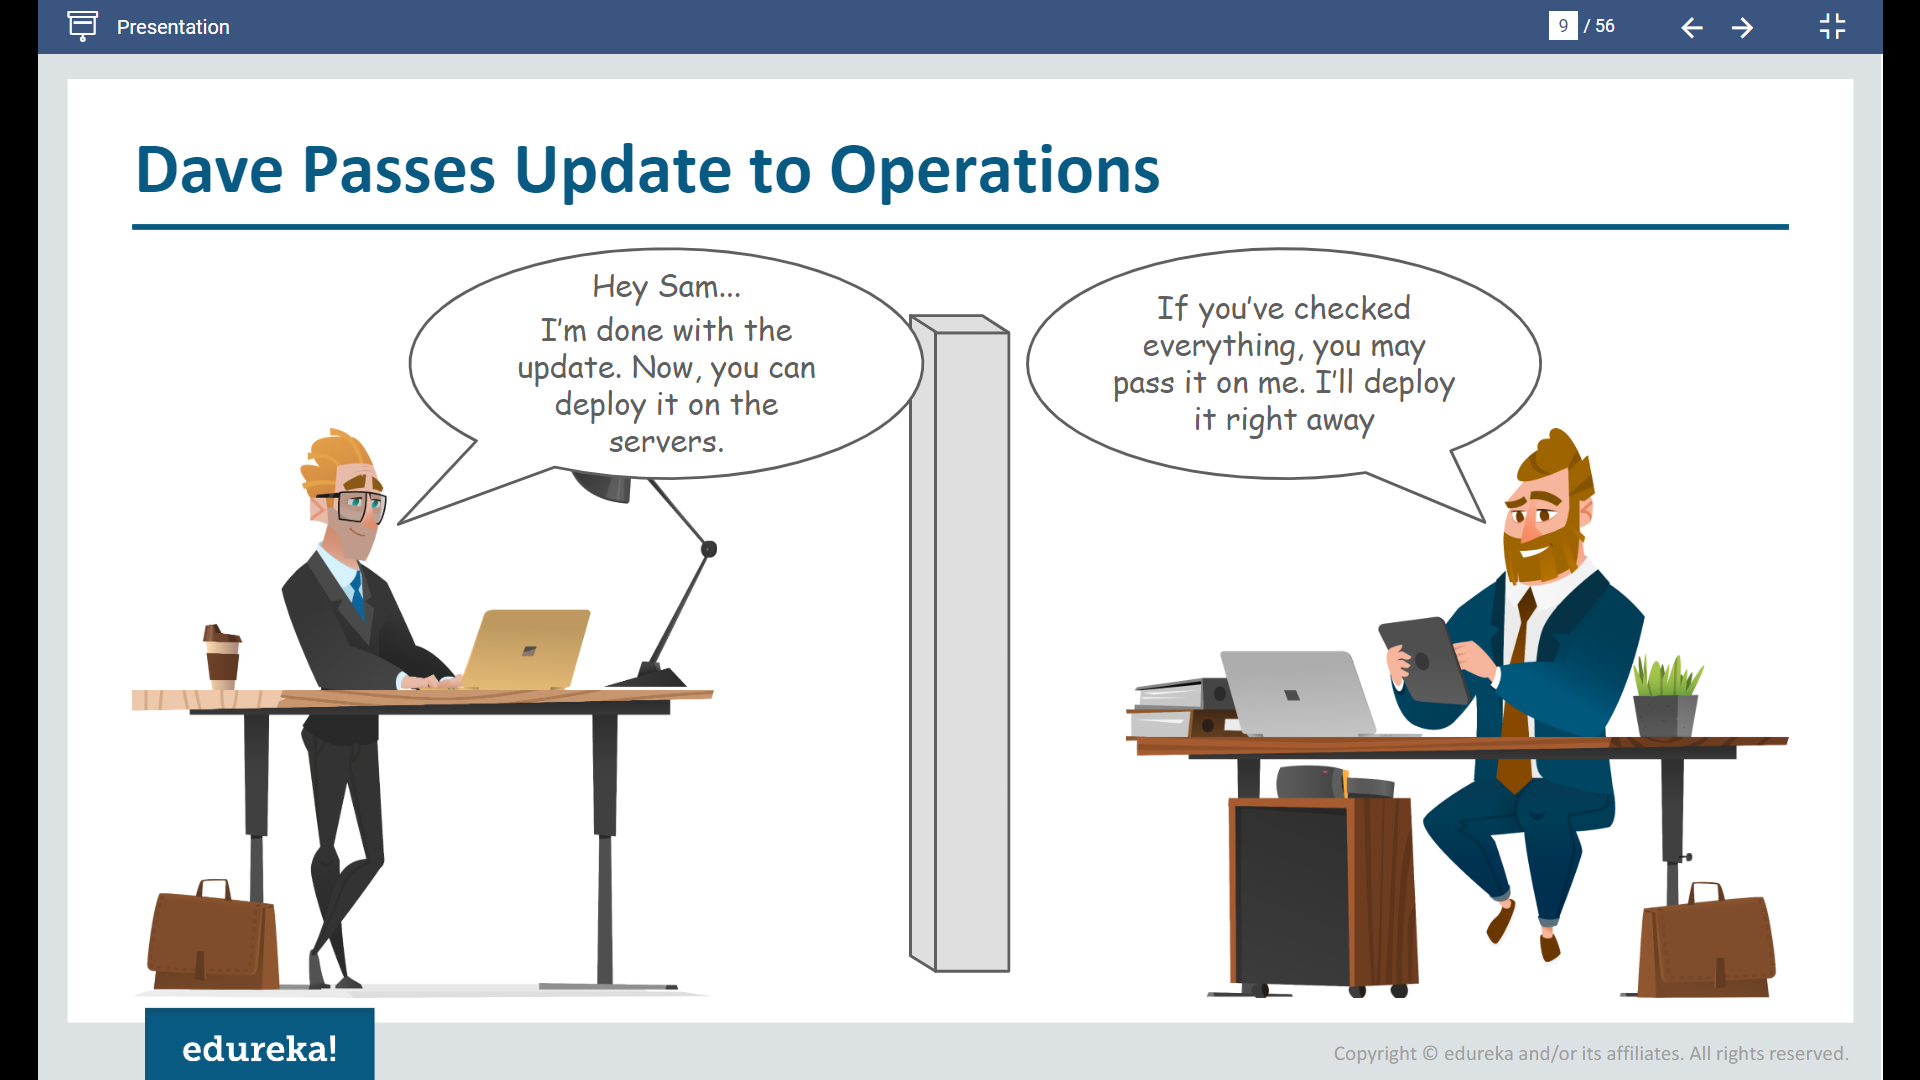 Presentation
9 / 56
Dave Passes Update to Operations
Hey Sam...
I'm done with the
update. Now, you can
deploy it on the
servers.
If you've checked
everything, you may
pass it on me. I'll deploy
it right away
edureka!
Copyright © edureka and/or its affiliates. All rights reserved.